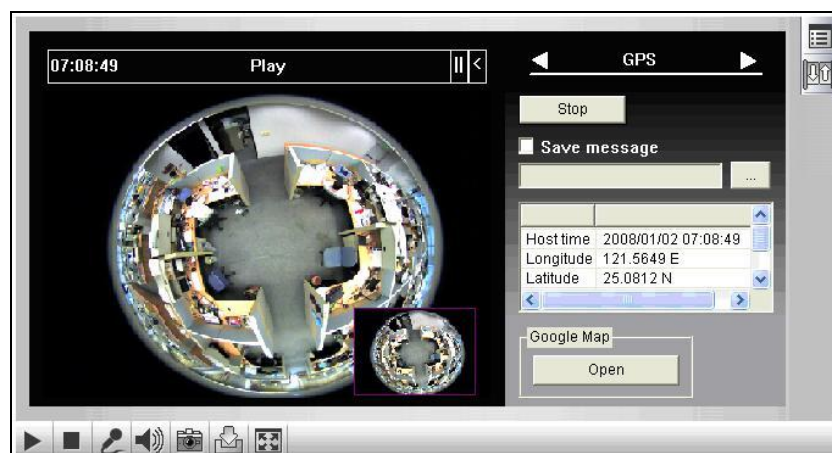 07:08:49 Play
GPS
Stop
Save message
...
Host time 2008/01/02 07:08:49
Longitude 121.5649 E
Latitude 25.0812 N
Google Map
Open